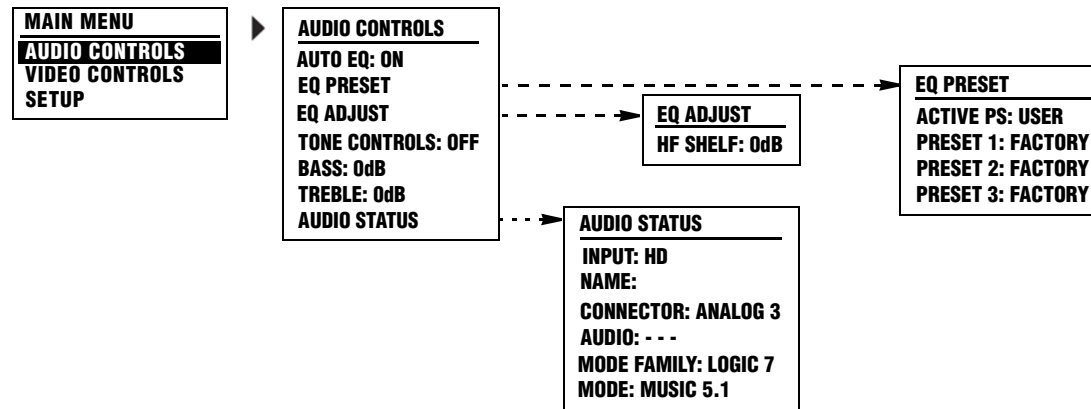 MAIN MENU
AUDIO CONTROLS
VIDEO CONTROLS
SETUP
AUDIO CONTROLS
AUTO EQ: ON
EQ PRESET
EQ ADJUST
TONE CONTROLS: OFF
BASS: 0dB
TREBLE: 0dB
AUDIO STATUS
EQ ADJUST
HF SHELF: 0dB
EQ PRESET
ACTIVE PS: USER
PRESET 1: FACTORY
PRESET 2: FACTORY
PRESET 3: FACTORY
AUDIO STATUS
INPUT: HD
NAME:
CONNECTOR: ANALOG 3
AUDIO: - - -
MODE FAMILY: LOGIC 7
MODE: MUSIC 5.1